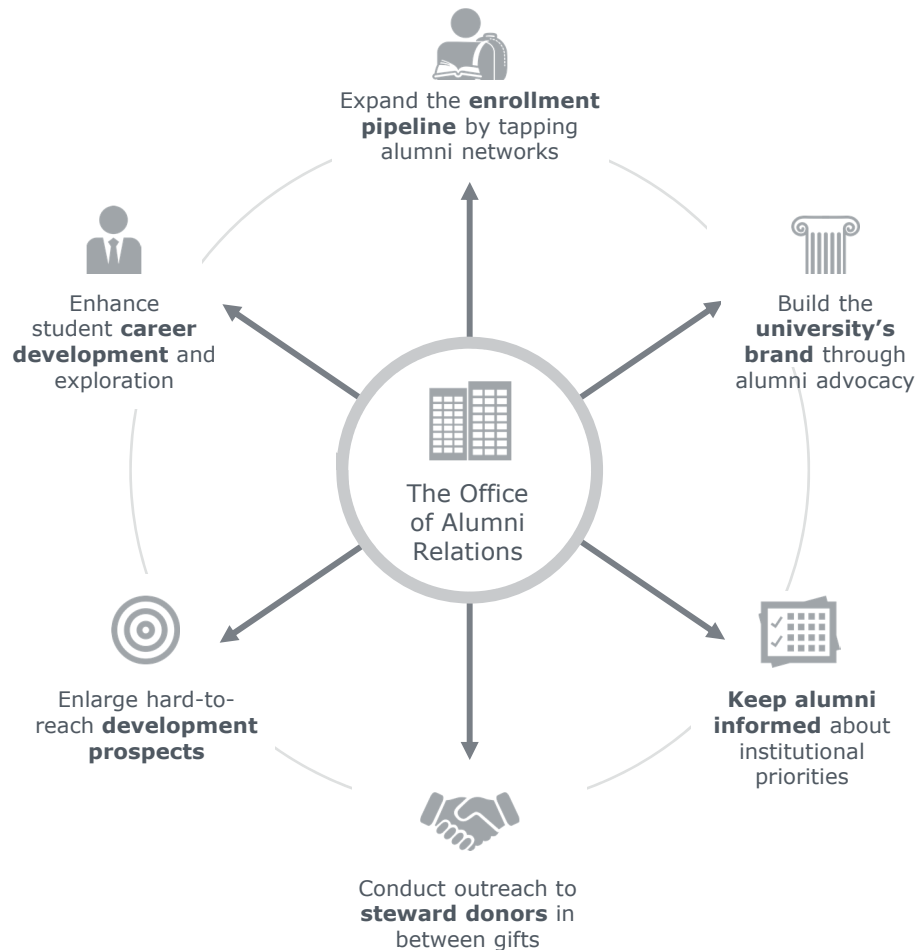 Expand the enrollment
pipeline by tapping
alumni networks
Enhance
student career
development and
exploration
Build the
university’s
brand through
alumni advocacy
The Office
of Alumni
Relations
Enlarge hard-to-
reach development
prospects
Keep alumni
informed about
institutional
priorities
Conduct outreach to
steward donors in
between gifts